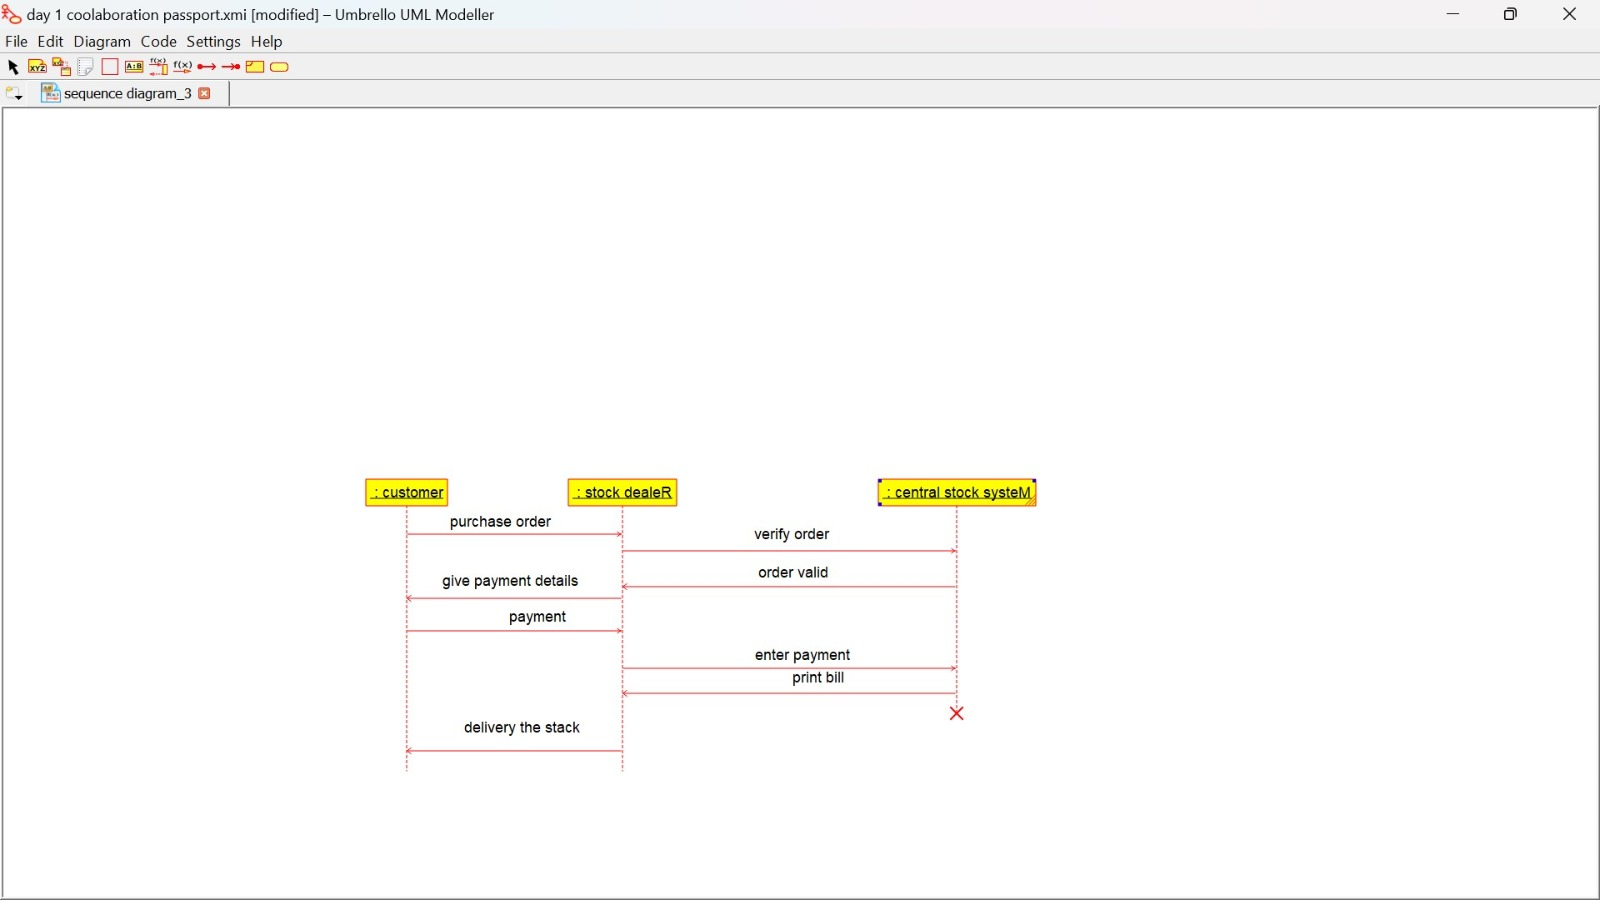 day 1 coolaboration passport.xmi [modified] – Umbrello UML Modeller
File Edit Diagram Code Settings Help
XYZ A:B f(x) f(x)
sequence diagram_3
: customer : stock dealeR : central stock systeM
purchase order
verify order
order valid
give payment details
payment
enter payment
print bill
delivery the stack